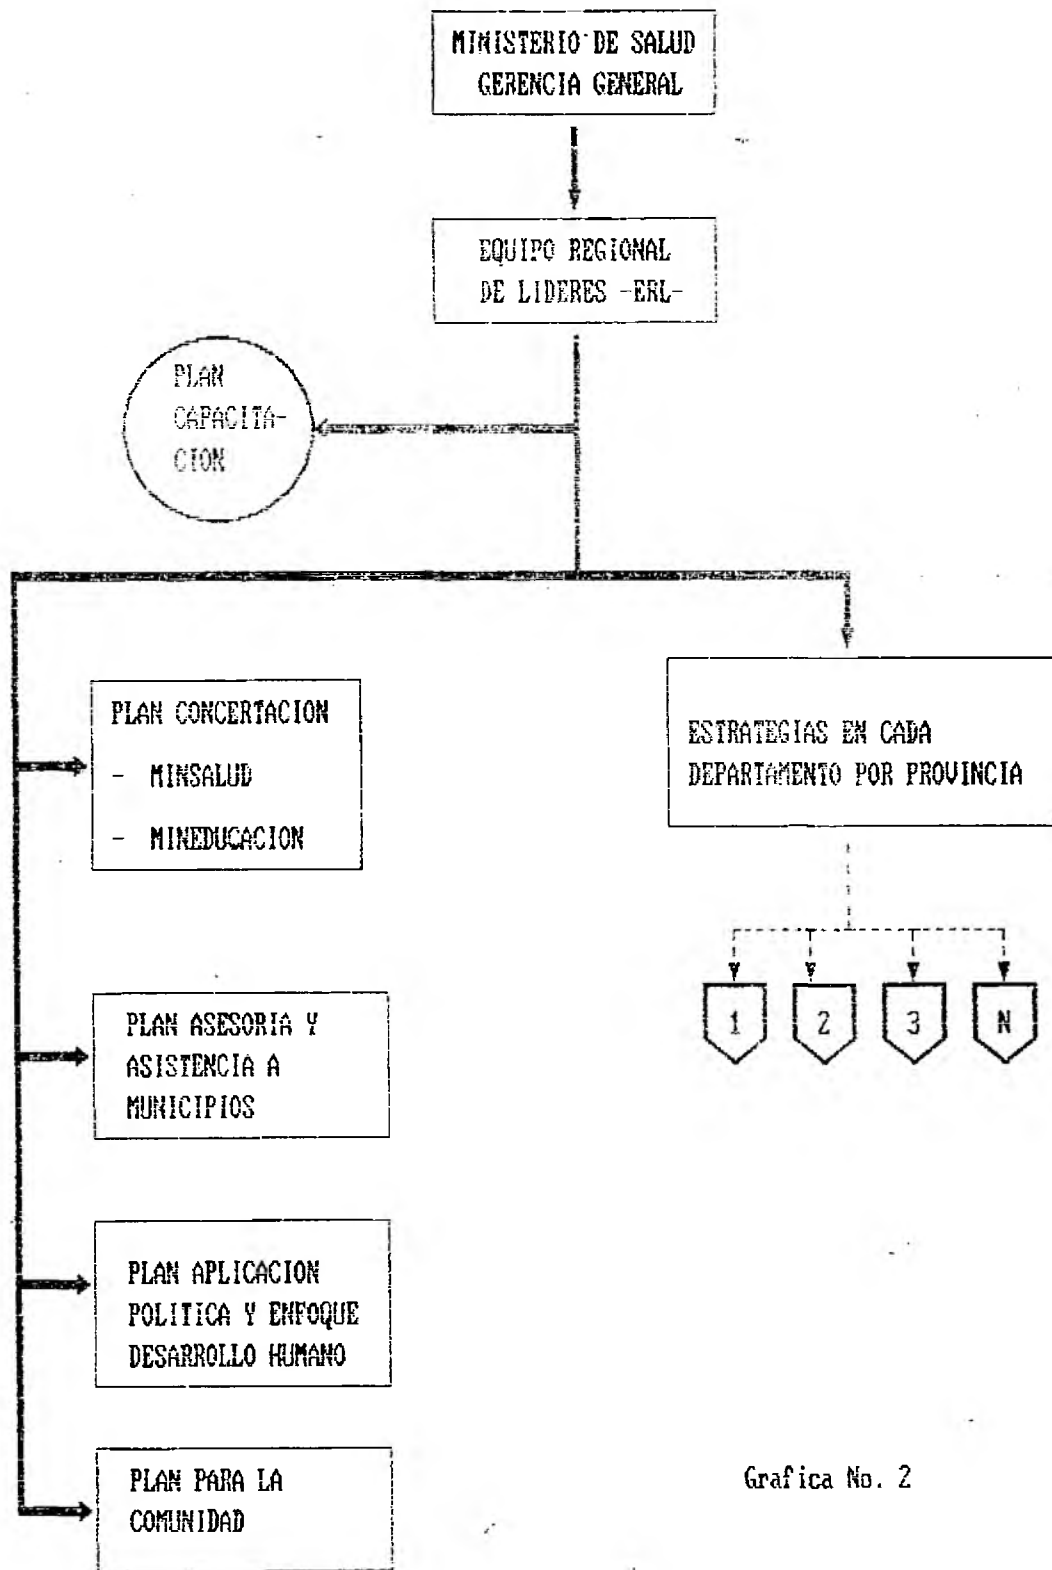 MINISTERIO DE SALUD
GERENCIA GENERAL
EQUIPO REGIONAL
DE LIDERES -ERL-
PLAN
CAPACITA-
CION
PLAN CONCERTACION
- MINSALUD
- MINEDUCACION
ESTRATEGIAS EN CADA
DEPARTAMENTO POR PROVINCIA
1 2 3 N
PLAN ASESORIA Y
ASISTENCIA A
MUNICIPIOS
PLAN APLICACION
POLITICA Y ENFOQUE
DESARROLLO HUMANO
PLAN PARA LA
COMUNIDAD
Grafica No. 2